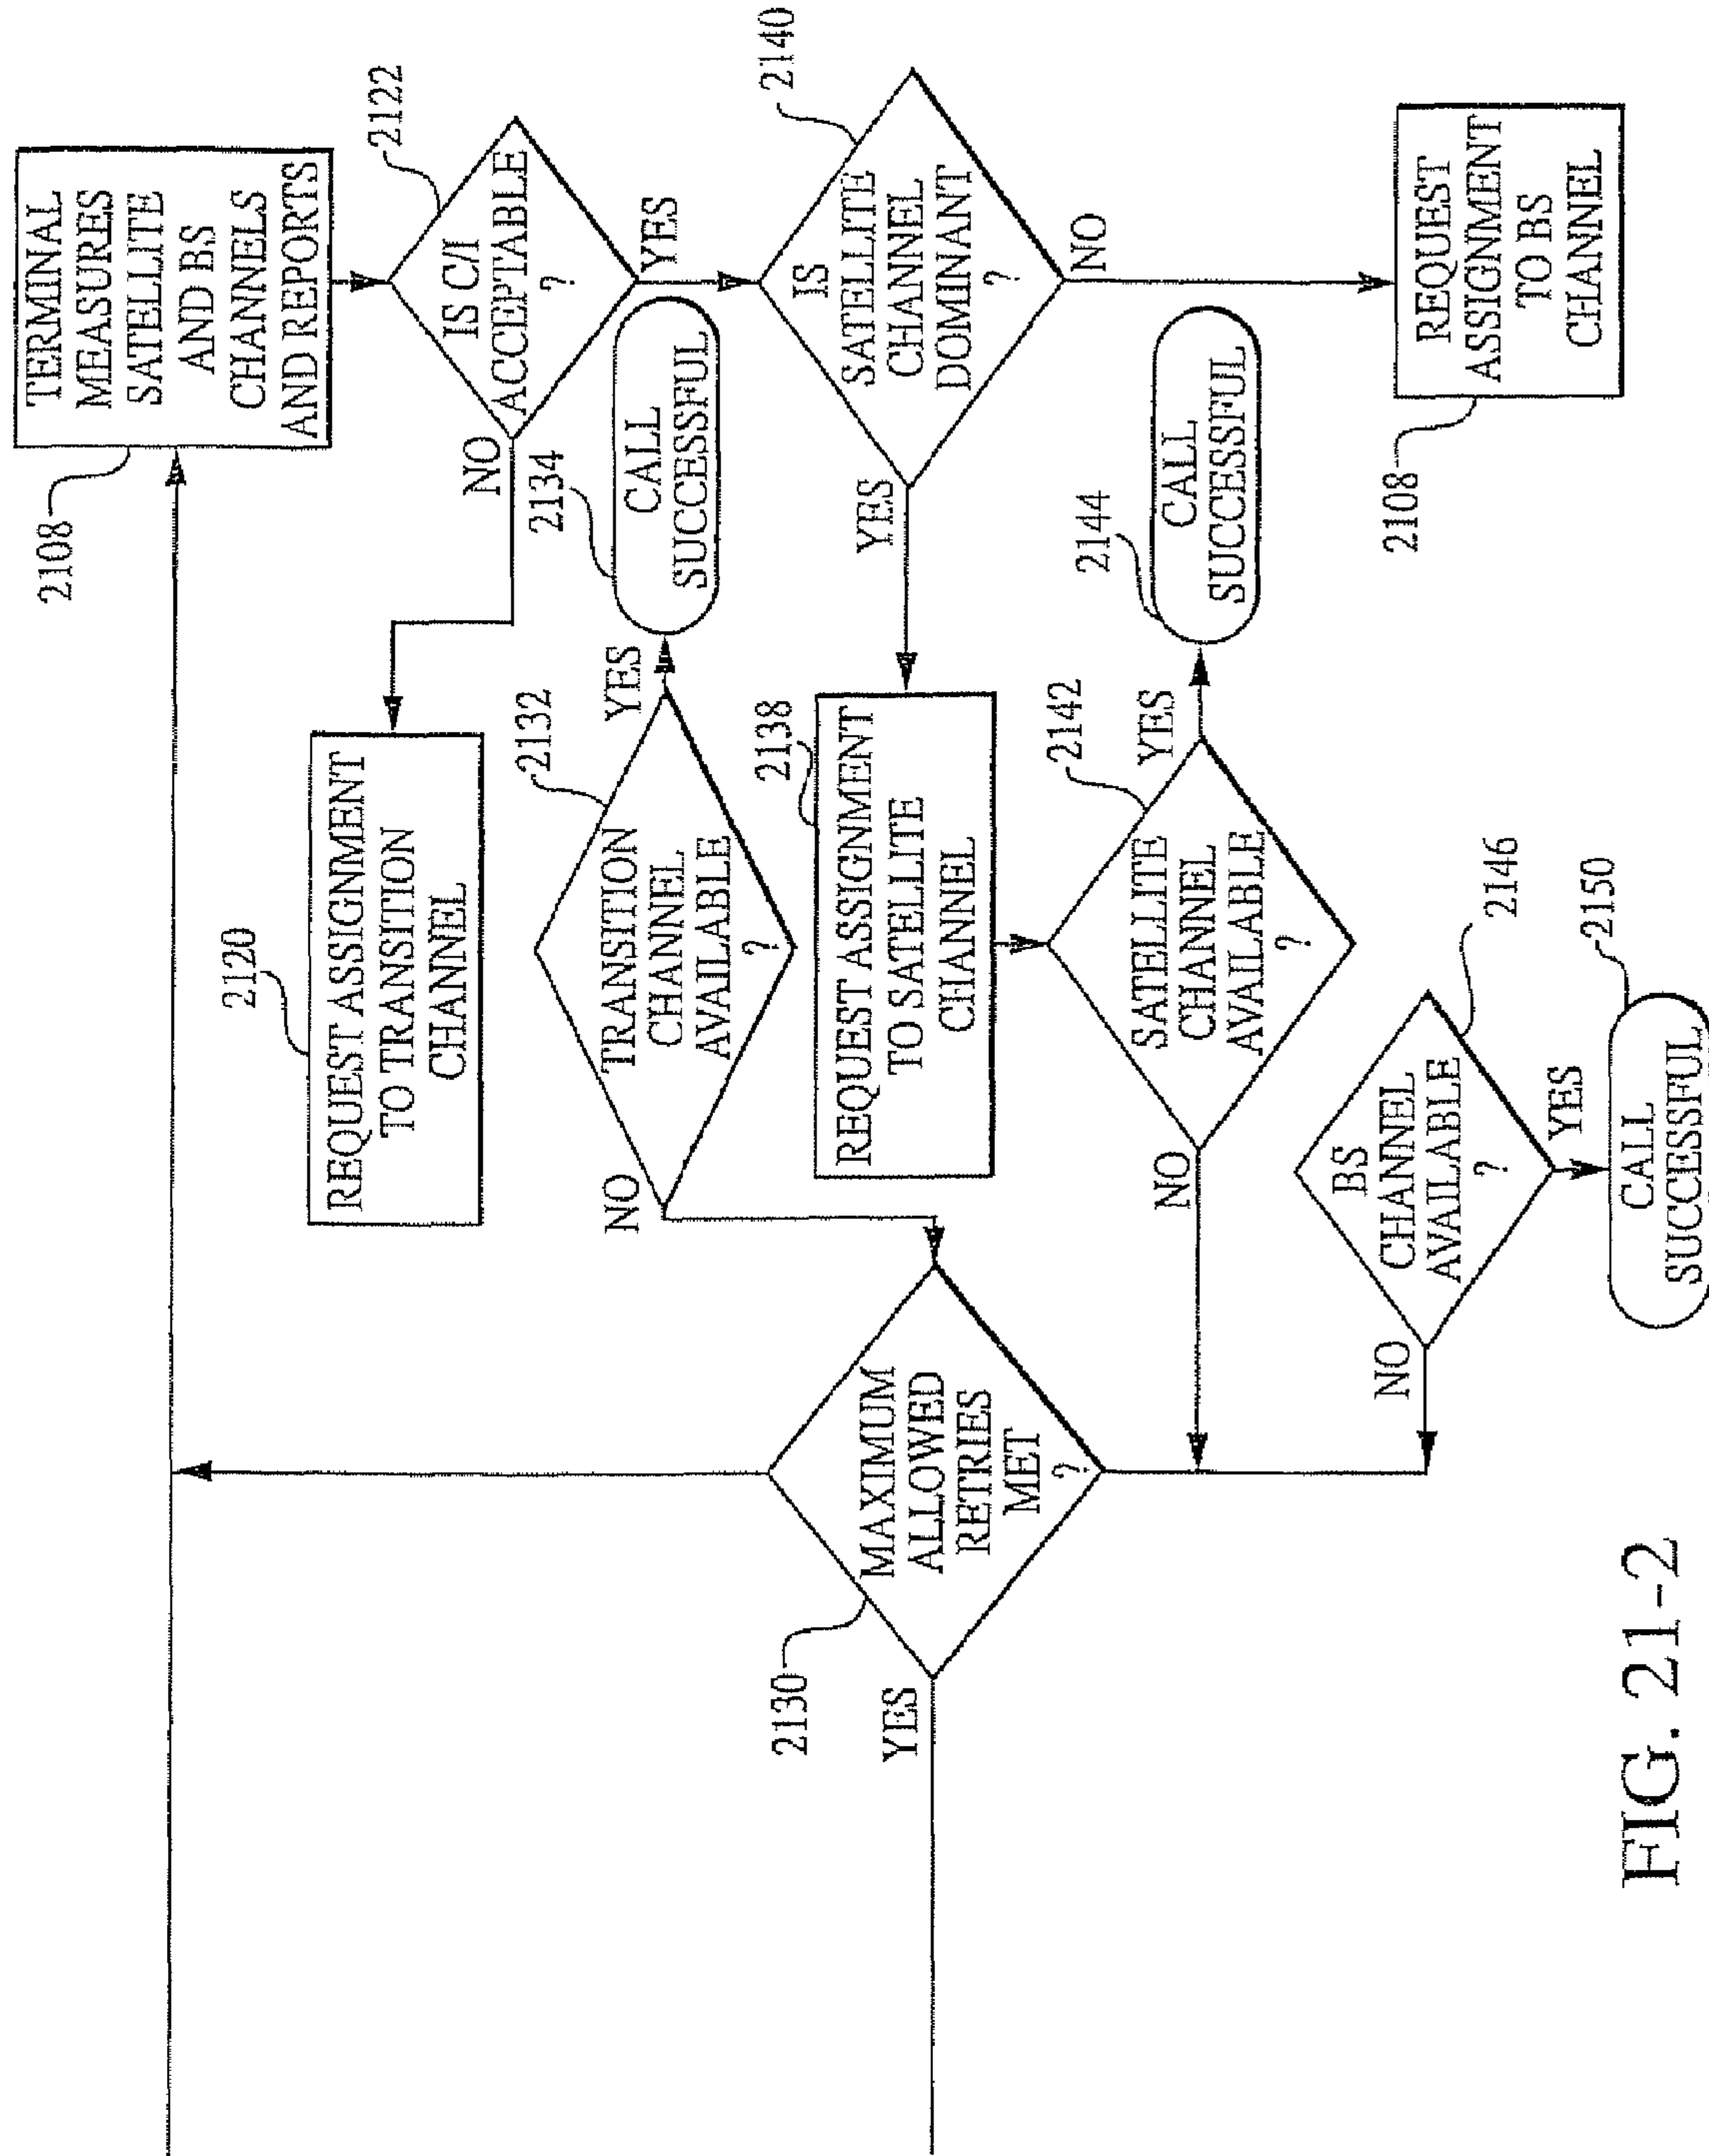 TERMINAL
MEASURES
SATELLITE
AND BS
CHANNELS
AND REPORTS
2108
IS C/I
ACCEPTABLE
?
2122
NO
YES
REQUEST ASSIGNMENT
TO TRANSITION
CHANNEL
2120
TRANSITION
CHANNEL
AVAILABLE
?
2132
YES
NO
CALL
SUCCESSFUL
2134
IS
SATELLITE
CHANNEL
DOMINANT
?
2140
YES
NO
REQUEST ASSIGNMENT
TO SATELLITE
CHANNEL
2138
SATELLITE
CHANNEL
AVAILABLE
?
2142
YES
NO
CALL
SUCCESSFUL
2144
REQUEST
ASSIGNMENT
TO BS
CHANNEL
2108
BS
CHANNEL
AVAILABLE
?
2146
YES
NO
CALL
SUCCESSFUL
2150
MAXIMUM
ALLOWED
RETRIES
MET
?
2130
YES
FIG. 21-2